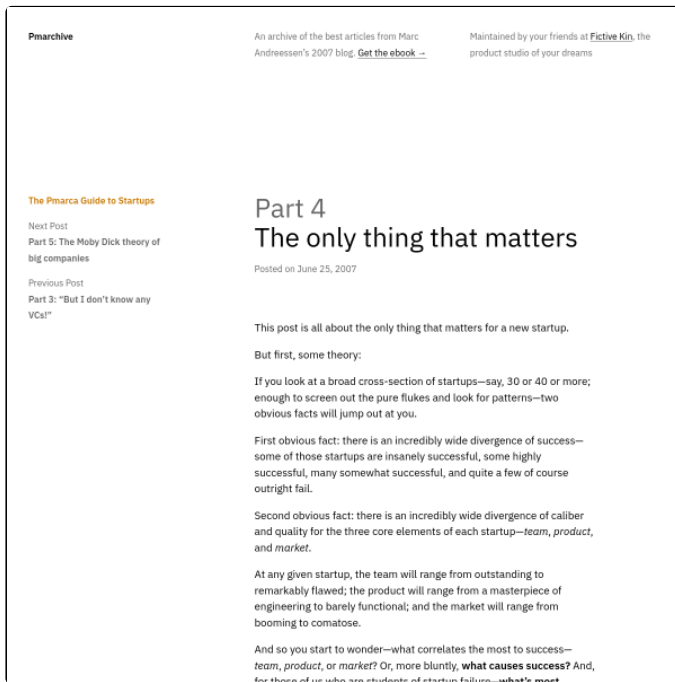 Pmarchive
An archive of the best articles from Marc
Andreessen's 2007 blog. Get the ebook →
Maintained by your friends at Fictive Kin, the
product studio of your dreams
The Pmarca Guide to Startups
Next Post
Part 5: The Moby Dick theory of
big companies
Previous Post
Part 3: “But I don’t know any
VCs!”
Part 4
The only thing that matters
Posted on June 25, 2007
This post is all about the only thing that matters for a new startup.
But first, some theory:
If you look at a broad cross-section of startups—say, 30 or 40 or more;
enough to screen out the pure flukes and look for patterns—two
obvious facts will jump out at you.
First obvious fact: there is an incredibly wide divergence of success—
some of those startups are insanely successful, some highly
successful, many somewhat successful, and quite a few of course
outright fail.
Second obvious fact: there is an incredibly wide divergence of caliber
and quality for the three core elements of each startup—team, product,
and market.
At any given startup, the team will range from outstanding to
remarkably flawed; the product will range from a masterpiece of
engineering to barely functional; and the market will range from
booming to comatose.
And so you start to wonder—what correlates the most to success—
team, product, or market? Or, more bluntly, what causes success? And,
for those of us who are students of startup failure—what’s most